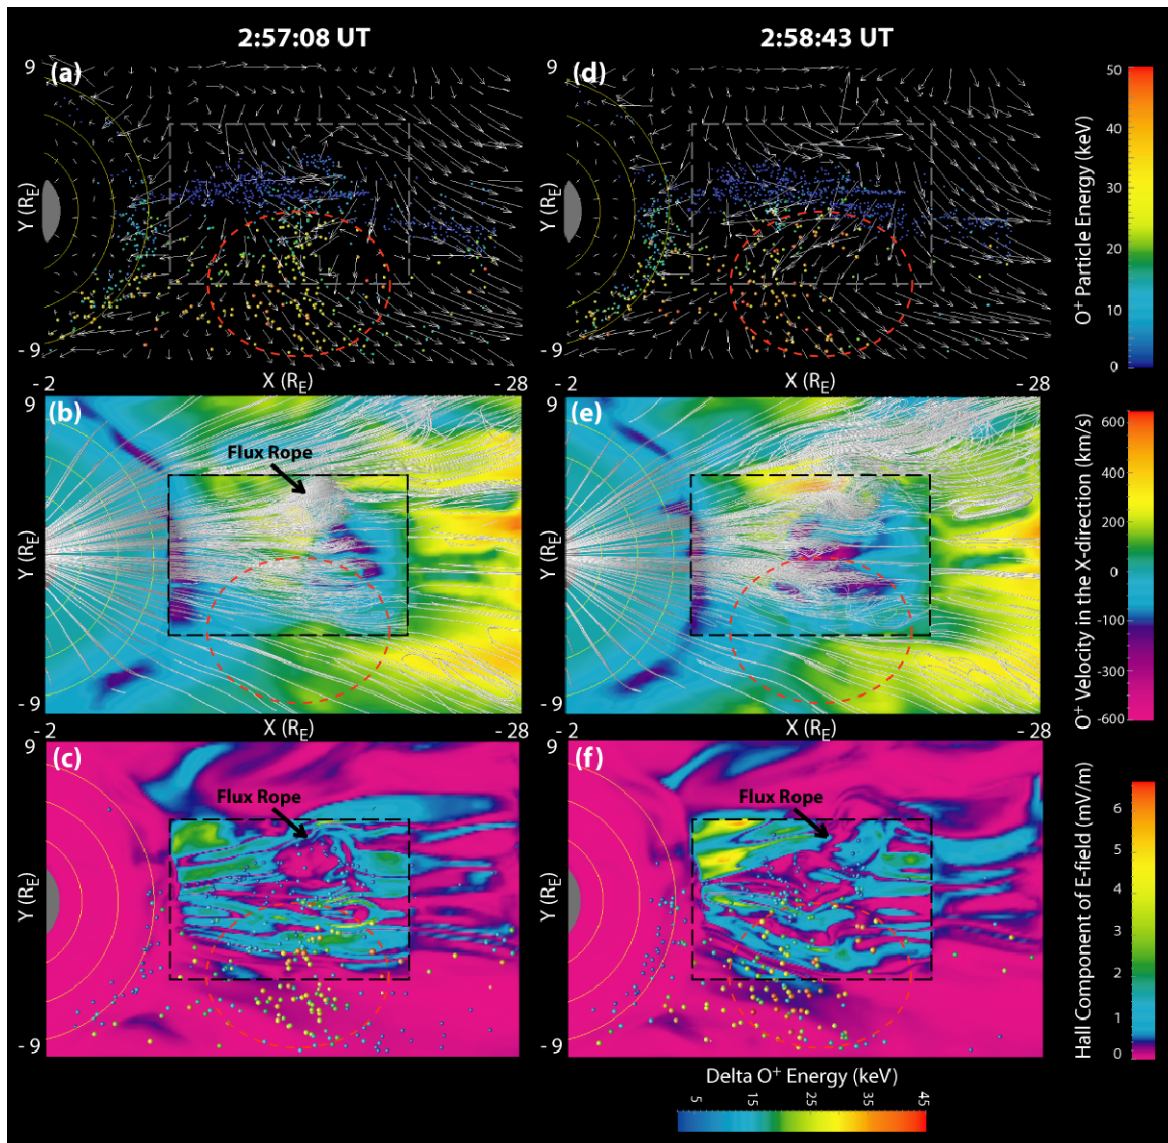 2:57:08 UT
2:58:43 UT
9
(a)
(d)
9
Y (R_E)
Y (R_E)
-9
-9
-2
X (R_E)
-28
-2
X (R_E)
-28
50
40
30
20
10
0
O⁺ Particle Energy (keV)
9
(b)
(e)
9
Flux Rope
Y (R_E)
Y (R_E)
-9
-9
-2
X (R_E)
-28
-2
X (R_E)
-28
600
400
200
0
-100
-300
-600
O⁺ Velocity in the X-direction (km/s)
9
(c)
(f)
9
Flux Rope
Flux Rope
Y (R_E)
Y (R_E)
-9
-9
6
5
4
3
2
1
0
Hall Component of E-field (mV/m)
Delta O⁺ Energy (keV)
5
15
25
35
45